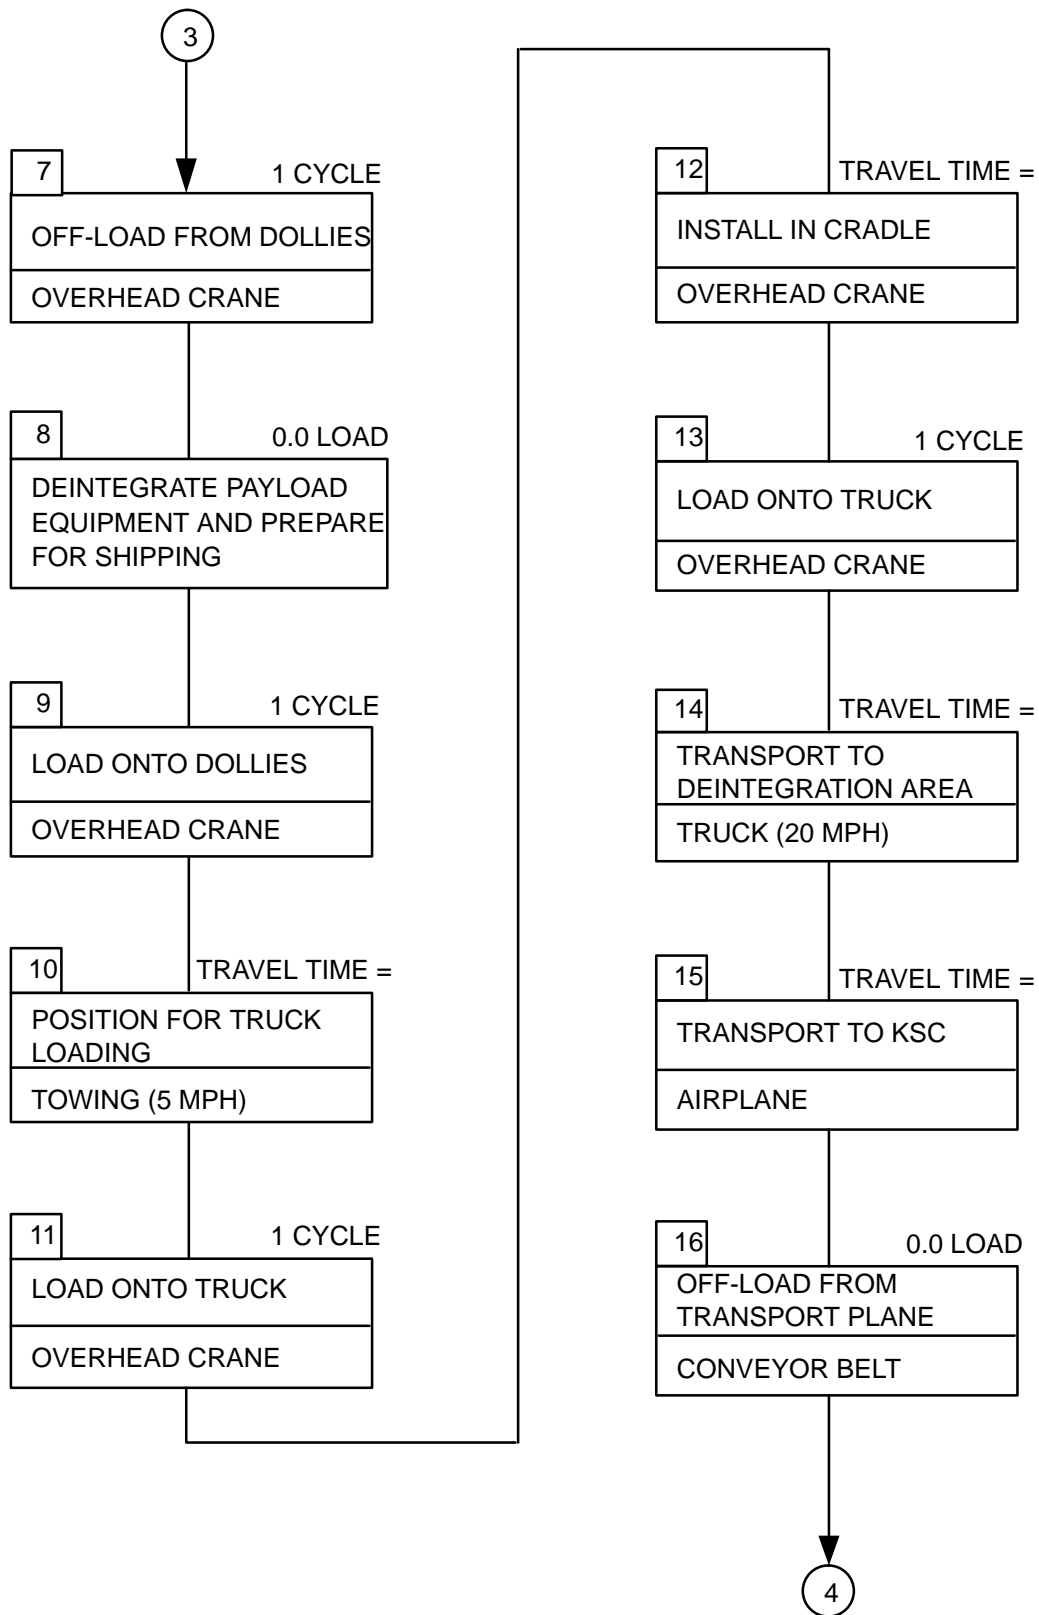 3
7
1 CYCLE
OFF-LOAD FROM DOLLIES
OVERHEAD CRANE
8
0.0 LOAD
DEINTEGRATE PAYLOAD
EQUIPMENT AND PREPARE
FOR SHIPPING
9
1 CYCLE
LOAD ONTO DOLLIES
OVERHEAD CRANE
10
TRAVEL TIME =
POSITION FOR TRUCK
LOADING
TOWING (5 MPH)
11
1 CYCLE
LOAD ONTO TRUCK
OVERHEAD CRANE
12
TRAVEL TIME =
INSTALL IN CRADLE
OVERHEAD CRANE
13
1 CYCLE
LOAD ONTO TRUCK
OVERHEAD CRANE
14
TRAVEL TIME =
TRANSPORT TO
DEINTEGRATION AREA
TRUCK (20 MPH)
15
TRAVEL TIME =
TRANSPORT TO KSC
AIRPLANE
16
0.0 LOAD
OFF-LOAD FROM
TRANSPORT PLANE
CONVEYOR BELT
4